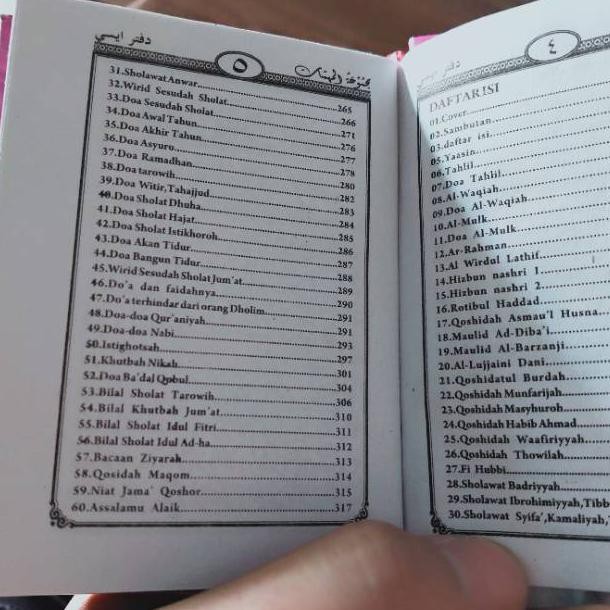 دفتر ايسي
٤
DAFTAR ISI
01.Cover
02.Sambutan
03.daftar isi
05.Yaasin
06.Tahlil
07.Doa Tahlil
08.Al-Waqiah
09.Doa Al-Waqiah
10.Al-Mulk
11.Doa Al-Mulk
12.Ar-Rahman
13.Al Wirdul Lathif
14.Hizbun nashri 1
15.Hizbun nashri 2
16.Rotibul Haddad
17.Qoshidah Asmau'l Husna
18.Maulid Ad-Diba'i
19.Maulid Al-Barzanji
20.Al-Lujjaini Dani
21.Qoshidatul Burdah
22.Qoshidah Munfarijah
23.Qoshidah Masyhuroh
24.Qoshidah Habib Ahmad
25.Qoshidah Waafiriyyah
26.Qoshidah Thowilah
27.Fi Hubbi
28.Sholawat Badriyyah
29.Sholawat Ibrohimiyyah,Tibb
30.Sholawat Syifa',Kamaliyah,
دفتر ايسي
٥
31.Sholawat Anwar 265
32.Wirid Sesudah Sholat 266
33.Doa Sesudah Sholat 271
34.Doa Awal Tahun 276
35.Doa Akhir Tahun 277
36.Doa Asyuro 278
37.Doa Ramadhan 280
38.Doa tarowih 282
39.Doa Witir,Tahajjud 283
40.Doa Sholat Dhuha 284
41.Doa Sholat Hajat 285
42.Doa Sholat Istikhoroh 286
43.Doa Akan Tidur 287
44.Doa Bangun Tidur 288
45.Wirid Sesudah Sholat Jum'at 289
46.Do'a dan faidahnya 290
47.Do'a terhindar dari orang Dholim 291
48.Doa-doa Qur'aniyah 291
49.Doa-doa Nabi 293
50.Istighotsah 297
51.Khutbah Nikah 301
52.Doa Ba'dal Qobul 304
53.Bilal Sholat Tarowih 306
54.Bilal Khutbah Jum'at 310
55.Bilal Sholat Idul Fitri 311
56.Bilal Sholat Idul Ad-ha 312
57.Bacaan Ziyarah 313
58.Qosidah Maqom 314
59.Niat Jama' Qoshor 315
60.Assalamu Alaik 317